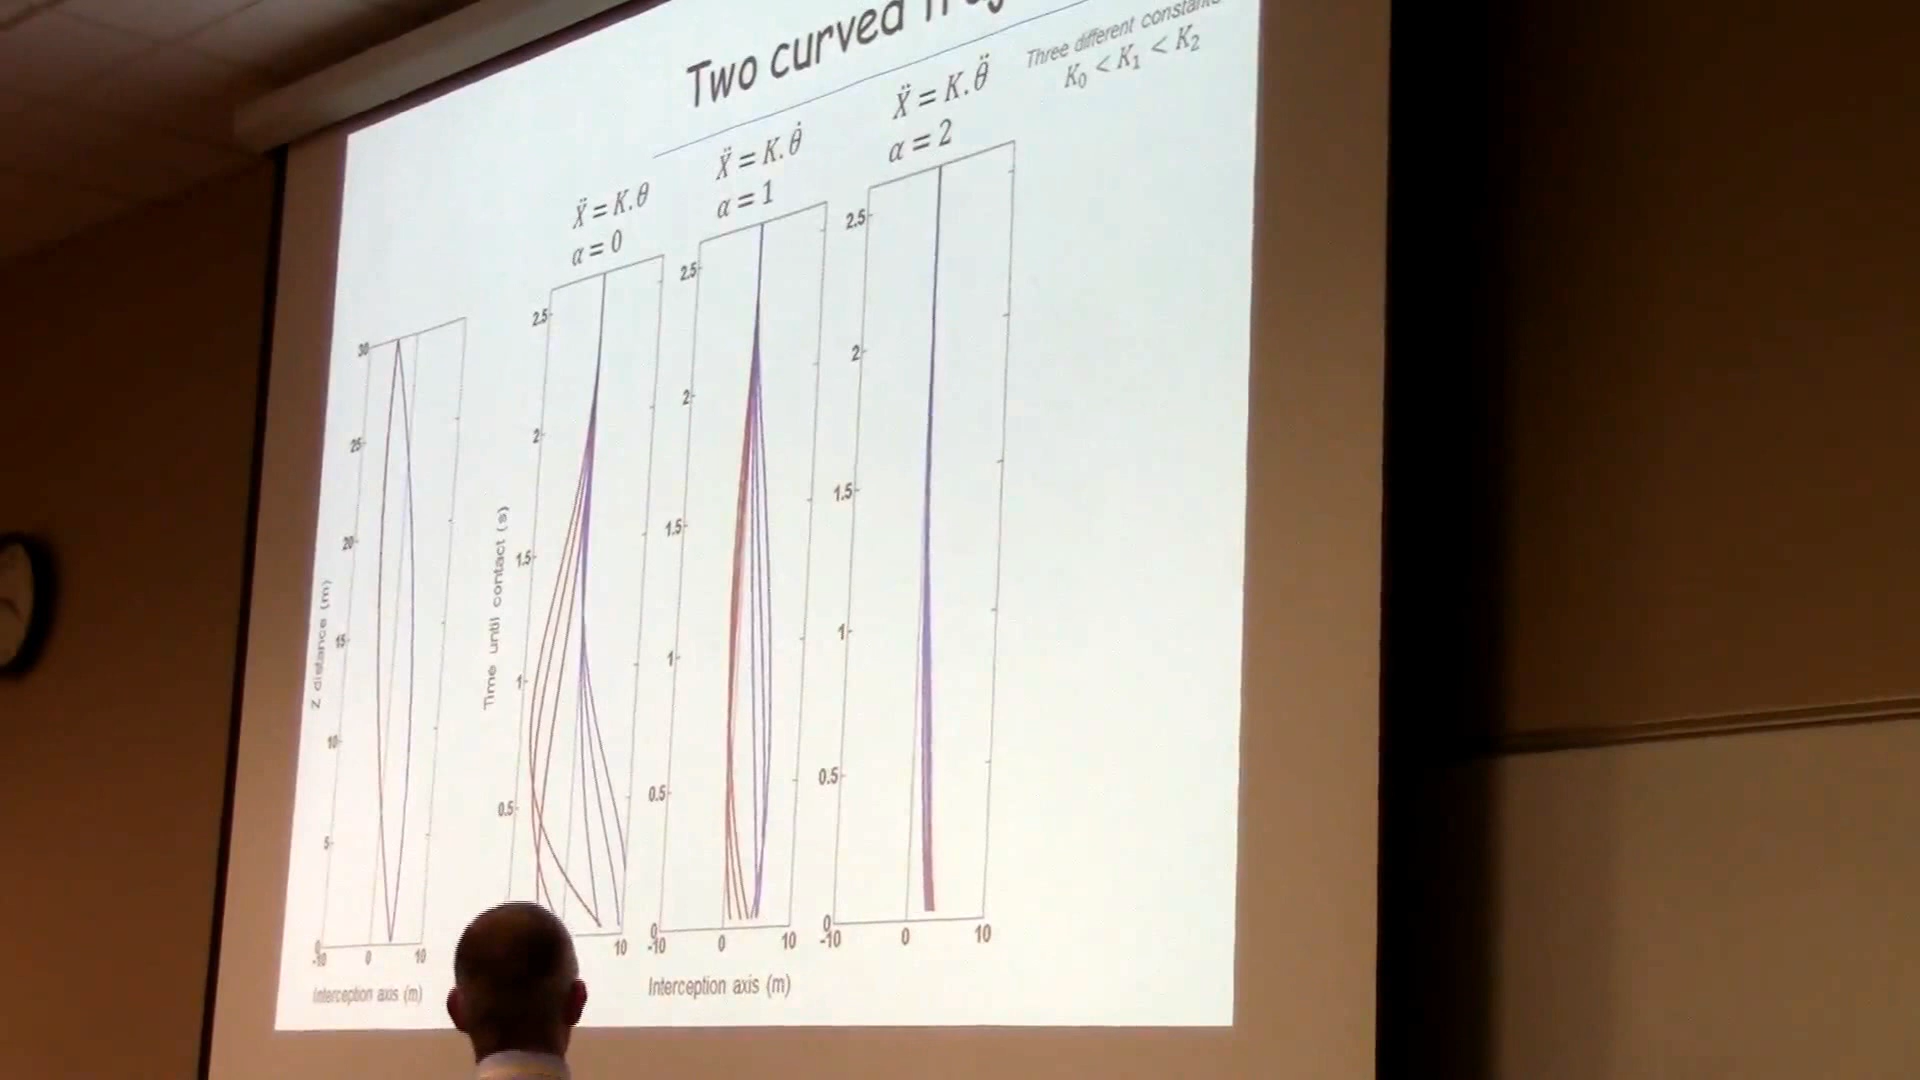 Two curved
Three different constants
K₀ < K₁ < K₂
Ẍ = K.θ
α = 0
Ẍ = K.θ̇
α = 1
Ẍ = K.θ̈
α = 2
Z distance (m)
30
25
20
15
10
5
0
-10 0 10
Interception axis (m)
Time until contact (s)
2.5
2
1.5
1
0.5
10
2.5
2
1.5
1
0.5
0
-10 0 10
Interception axis (m)
2.5
2
1.5
1
0.5
0
-10 0 10